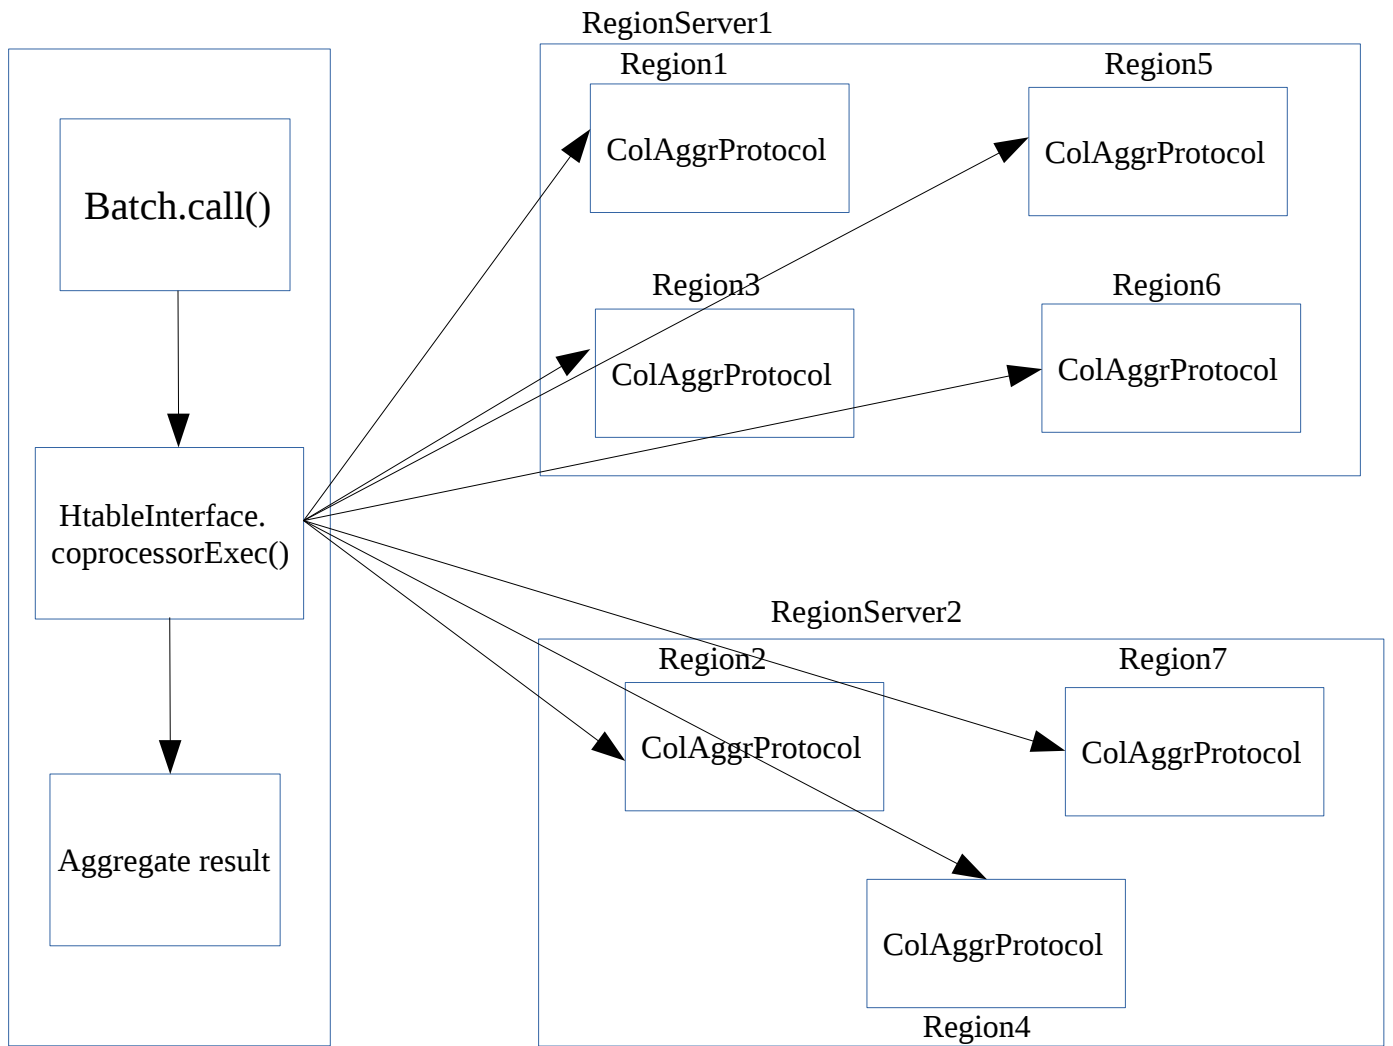 RegionServer1
Region1
Region5
Batch.call()
ColAggrProtocol
ColAggrProtocol
Region3
Region6
ColAggrProtocol
ColAggrProtocol
HtableInterface.
coprocessorExec()
RegionServer2
Region2
Region7
ColAggrProtocol
ColAggrProtocol
Aggregate result
ColAggrProtocol
Region4